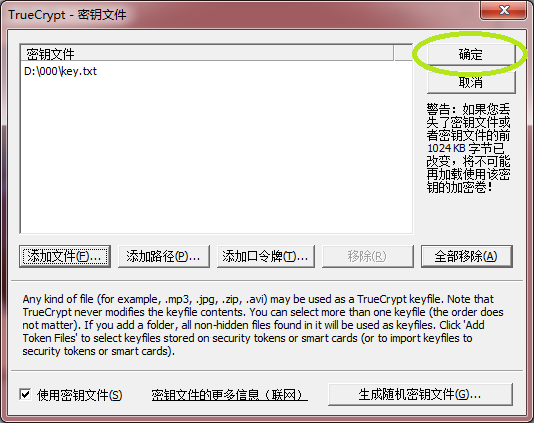 TrueCrypt - 密钥文件
密钥文件
确定
D:\000\key.txt
取消
警告：如果您丢
失了密钥文件或
者密钥文件的前
1024 KB 字节已
改变，将不可能
再加载使用该密
钥的加密卷！
添加文件(F)... 添加路径(P)... 添加口令牌(T)... 移除(R) 全部移除(A)
Any kind of file (for example, .mp3, .jpg, .zip, .avi) may be used as a TrueCrypt keyfile. Note that
TrueCrypt never modifies the keyfile contents. You can select more than one keyfile (the order does
not matter). If you add a folder, all non-hidden files found in it will be used as keyfiles. Click 'Add
Token Files' to select keyfiles stored on security tokens or smart cards (or to import keyfiles to
security tokens or smart cards).
使用密钥文件(S) 密钥文件的更多信息（联网） 生成随机密钥文件(G)...